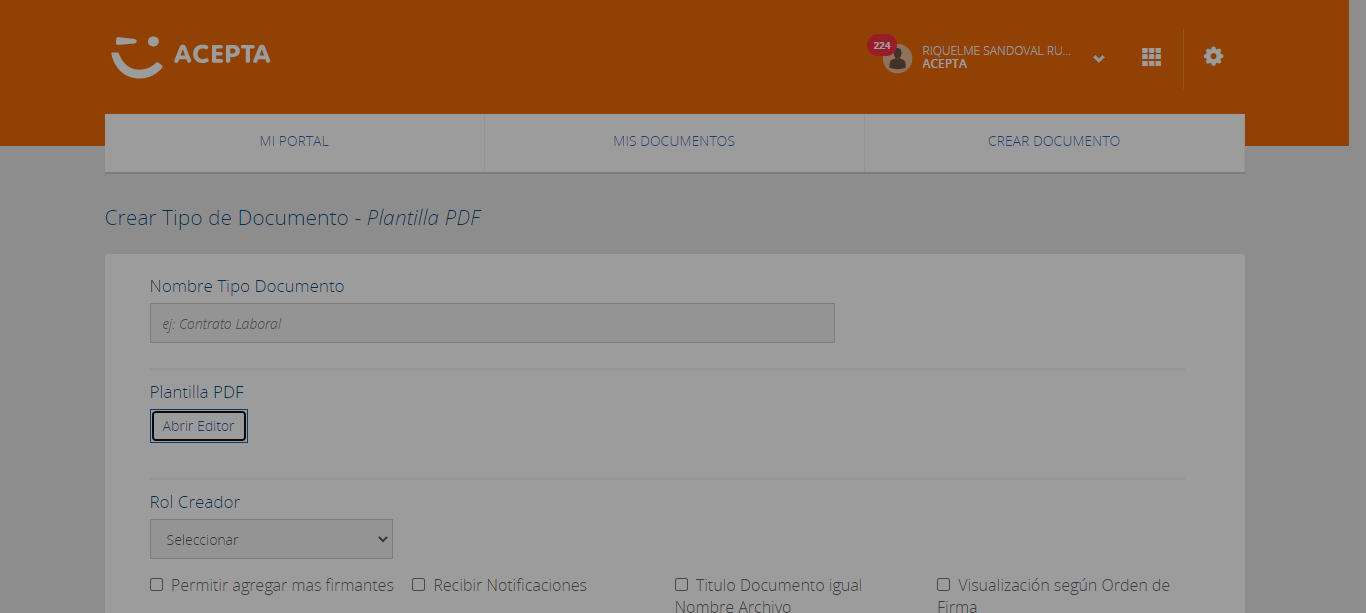 ACEPTA
224
RIQUELME SANDOVAL RU...
ACEPTA
MI PORTAL
MIS DOCUMENTOS
CREAR DOCUMENTO
Crear Tipo de Documento - Plantilla PDF
Nombre Tipo Documento
ej: Contrato Laboral
Plantilla PDF
Abrir Editor
Rol Creador
Seleccionar
Permitir agregar mas firmantes
Recibir Notificaciones
Titulo Documento igual
Nombre Archivo
Visualización según Orden de
Firma